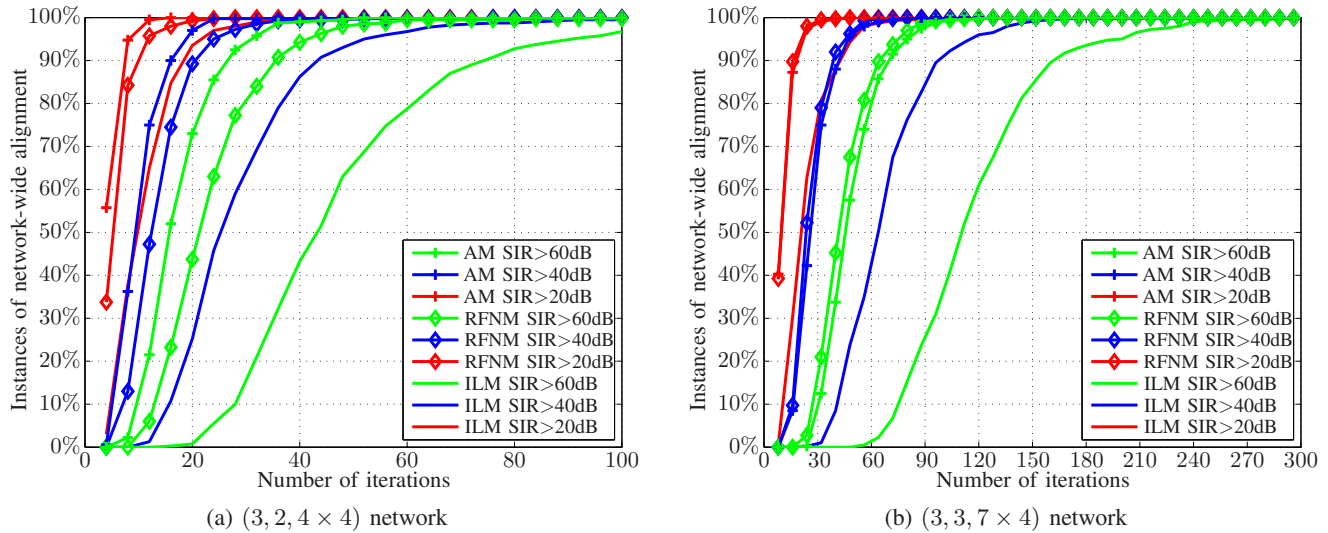 Instances of network-wide alignment
100%
90%
80%
70%
60%
50%
40%
30%
20%
10%
0%
0 20 40 60 80 100
Number of iterations
AM SIR>60dB
AM SIR>40dB
AM SIR>20dB
RFNM SIR>60dB
RFNM SIR>40dB
RFNM SIR>20dB
ILM SIR>60dB
ILM SIR>40dB
ILM SIR>20dB
(a) (3, 2, 4 × 4) network
Instances of network-wide alignment
100%
90%
80%
70%
60%
50%
40%
30%
20%
10%
0%
0 30 60 90 120 150 180 210 240 270 300
Number of iterations
AM SIR>60dB
AM SIR>40dB
AM SIR>20dB
RFNM SIR>60dB
RFNM SIR>40dB
RFNM SIR>20dB
ILM SIR>60dB
ILM SIR>40dB
ILM SIR>20dB
(b) (3, 3, 7 × 4) network